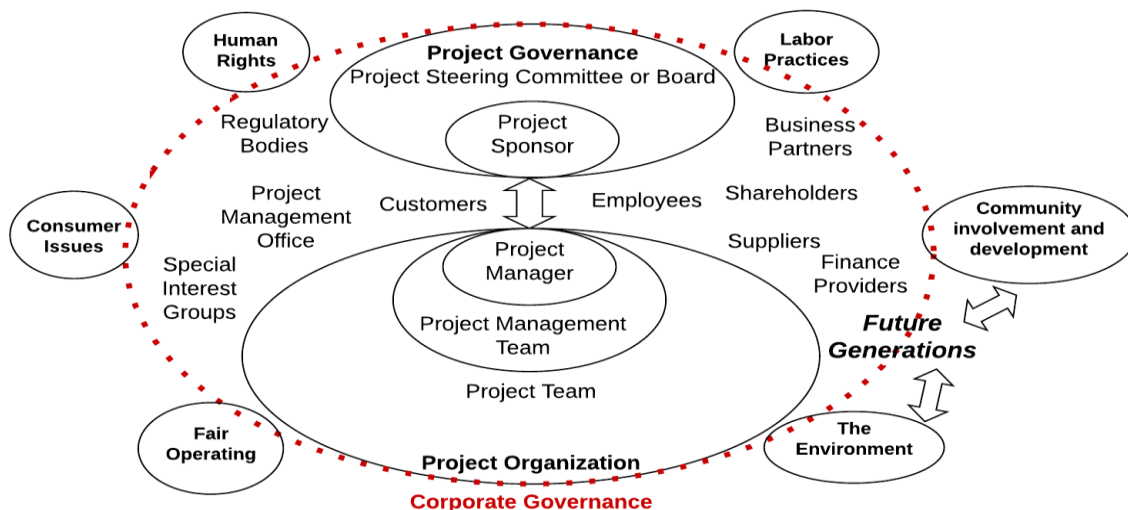 Human
Rights
Project Governance
Project Steering Committee or Board
Labor
Practices
Regulatory
Bodies
Project
Sponsor
Business
Partners
Project
Management
Office
Customers
Employees
Shareholders
Consumer
Issues
Community
involvement and
development
Special
Interest
Groups
Project
Manager
Suppliers
Finance
Providers
Project Management
Team
Future
Generations
Project Team
Fair
Operating
The
Environment
Project Organization
Corporate Governance